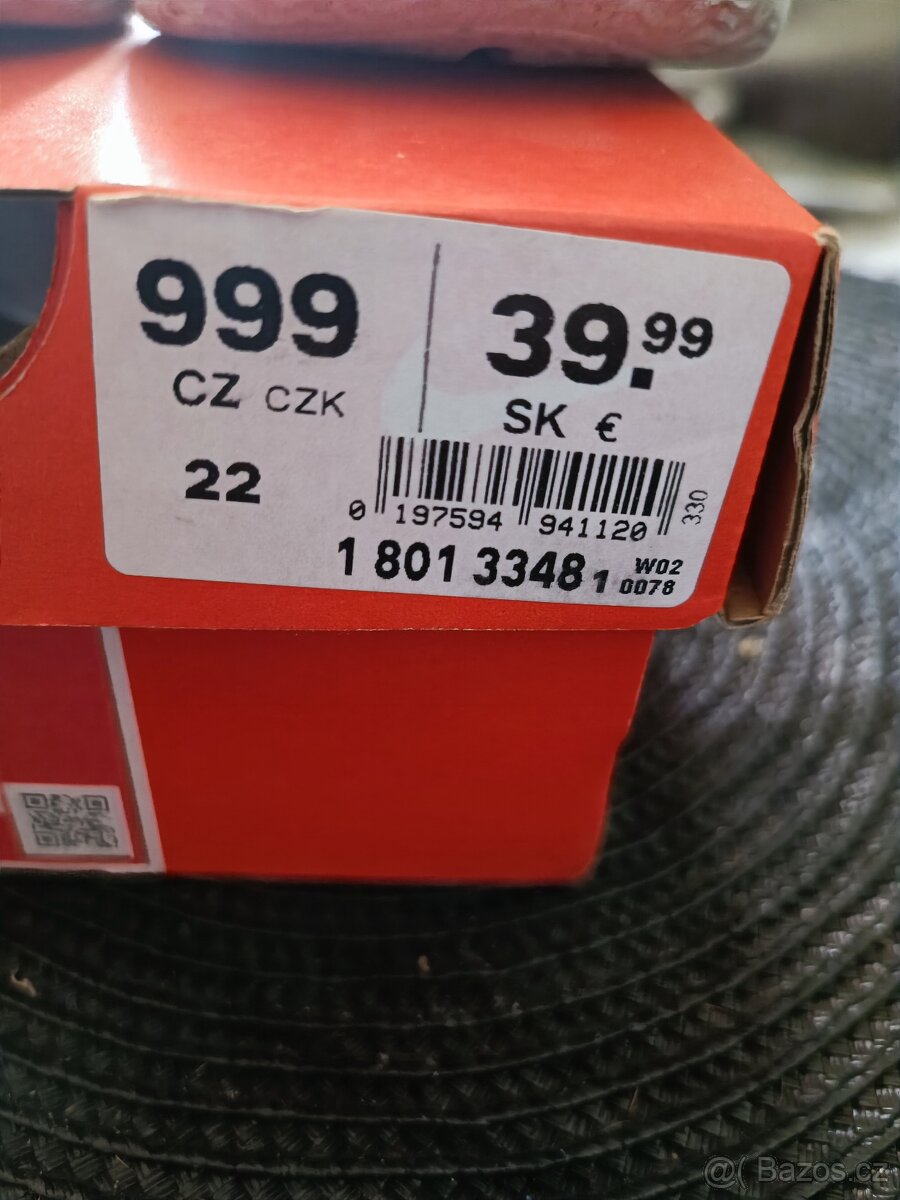 999
CZ CZK
39.99
SK €
22
0 197594 941120
330
1 801 3348 1
W02
0078
@( Bazos.cz